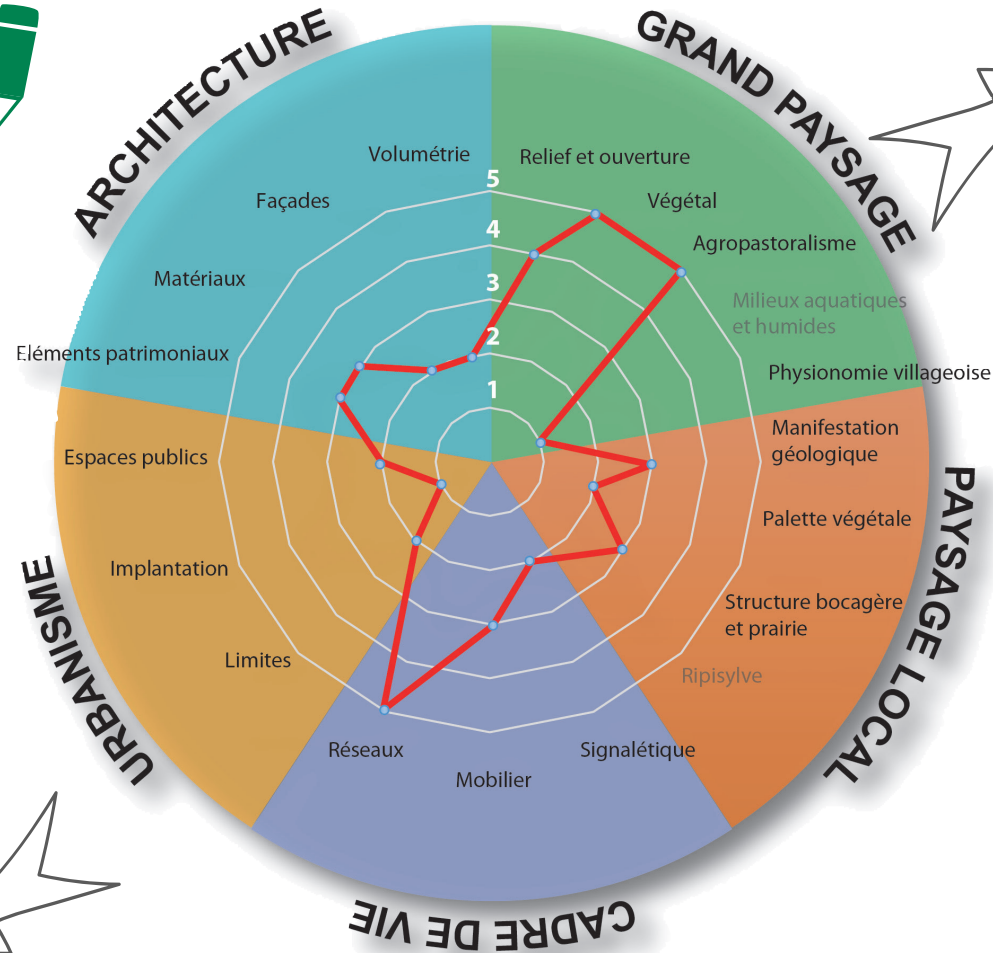 ARCHITECTURE
GRAND PAYSAGE
Volumétrie
Relief et ouverture
Façades
Végétal
Matériaux
Agropastoralisme
Milieux aquatiques
et humides
Eléments patrimoniaux
Physionomie villageoise
5
4
3
2
1
Espaces publics
Manifestation
géologique
Palette végétale
Implantation
Structure bocagère
et prairie
Limites
Ripisylve
Réseaux
Mobilier
Signalétique
URBANISME
PAYSAGE LOCAL
CADRE DE VIE